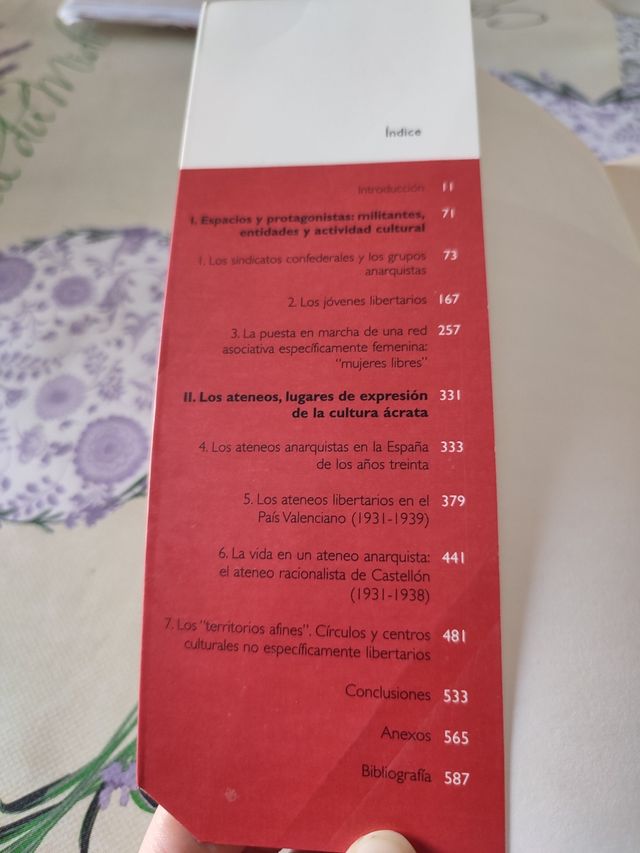 Índice
Introducción 11
I. Espacios y protagonistas: militantes, 71
entidades y actividad cultural
1. Los sindicatos confederales y los grupos 73
anarquistas
2. Los jóvenes libertarios 167
3. La puesta en marcha de una red 257
asociativa específicamente femenina:
"mujeres libres"
II. Los ateneos, lugares de expresión 331
de la cultura ácrata
4. Los ateneos anarquistas en la España 333
de los años treinta
5. Los ateneos libertarios en el 379
País Valenciano (1931-1939)
6. La vida en un ateneo anarquista: 441
el ateneo racionalista de Castellón
(1931-1938)
7. Los "territorios afines". Círculos y centros 481
culturales no específicamente libertarios
Conclusiones 533
Anexos 565
Bibliografía 587